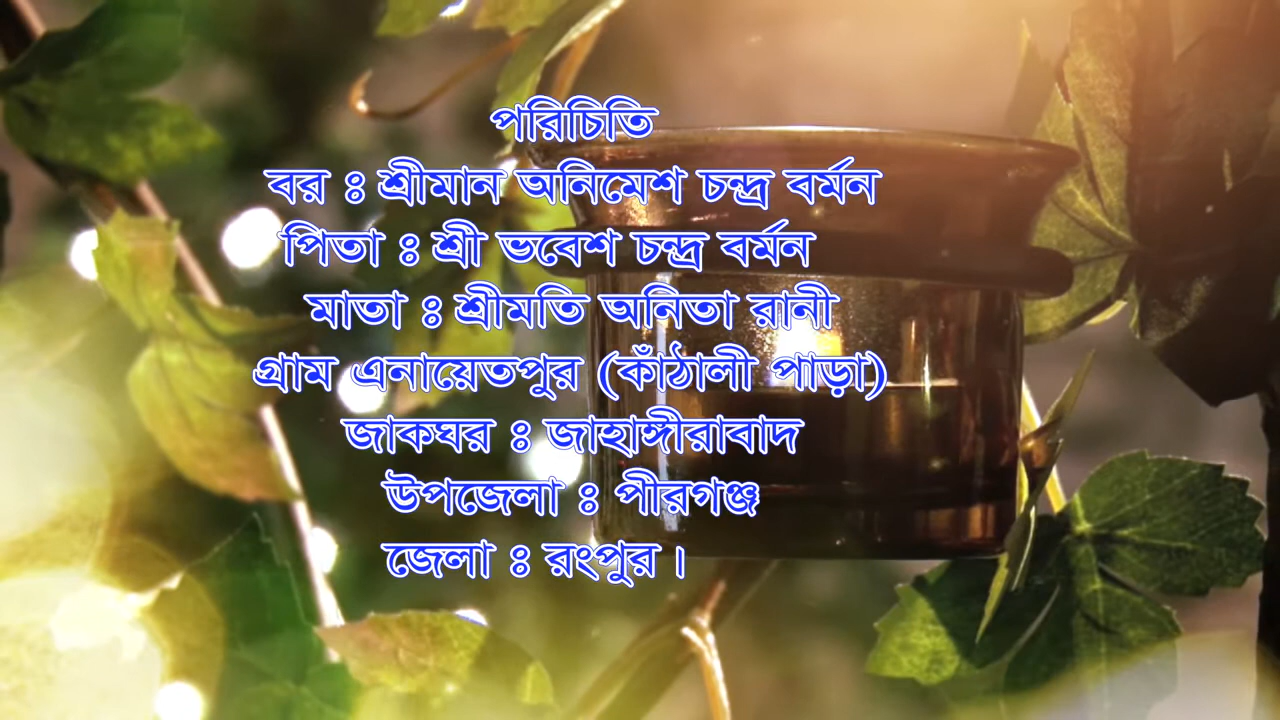 পরিচিতি
বর ঃ শ্রীমান অনিমেশ চন্দ্র বর্মন
পিতা ঃ শ্রী ভবেশ চন্দ্র বর্মন
মাতা ঃ শ্রীমতি অনিতা রানী
গ্রাম এনায়েতপুর (কাঁঠালী পাড়া)
জাকঘর ঃ জাহাঙ্গীরাবাদ
উপজেলা ঃ পীরগঞ্জ
জেলা ঃ রংপুর।